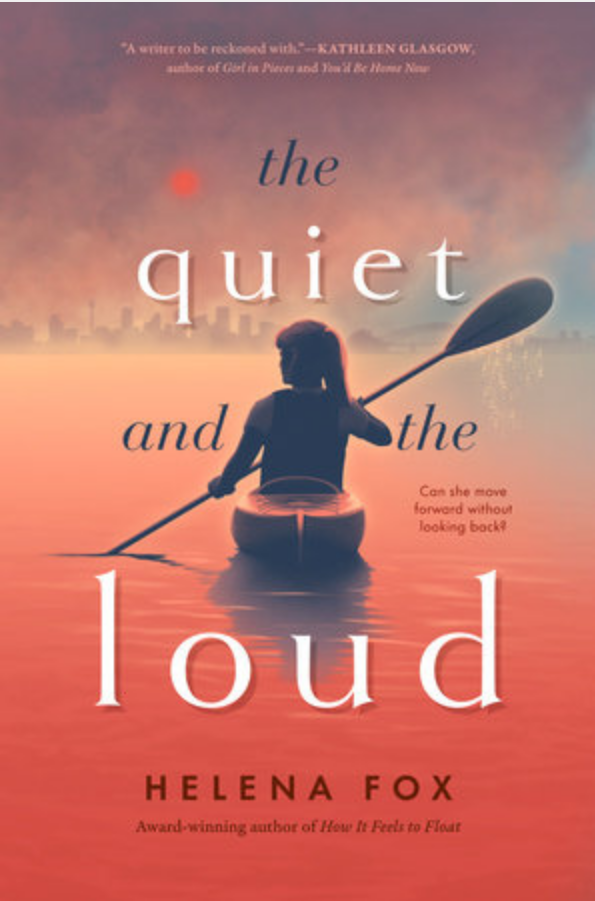 "A writer to be reckoned with."—KATHLEEN GLASGOW,
author of Girl in Pieces and You'd Be Home Now
the
quiet
and the
Can she move
forward without
looking back?
loud
HELENA FOX
Award-winning author of How It Feels to Float